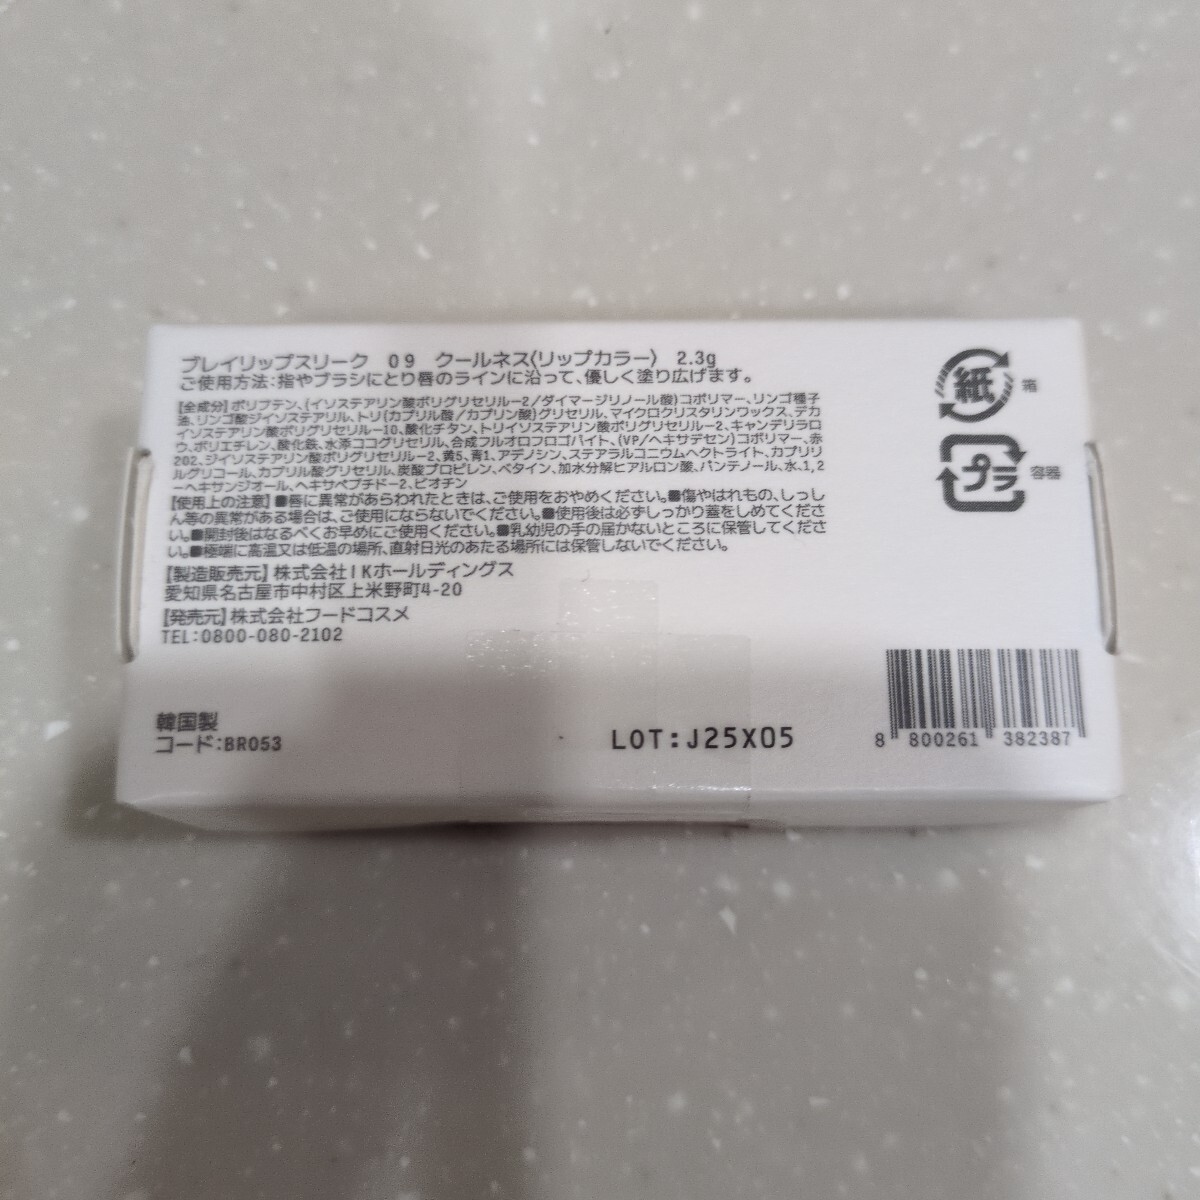 プレイリップスリーク 09 クールネス〈リップカラー〉 2.3g
ご使用方法:指やブラシにとり唇のラインに沿って、優しく塗り広げます。
【全成分】ポリブテン、(イソステアリン酸ポリグリセリル-2/ダイマージリノール酸)コポリマー、リンゴ種子
油、リンゴ酸ジイソステアリル、トリ(カプリル酸/カプリン酸)グリセリル、マイクロクリスタリンワックス、デカ
イソステアリン酸ポリグリセリル-10、酸化チタン、トリイソステアリン酸ポリグリセリル-2、キャンデリラロ
ウ、ポリエチレン、酸化鉄、水添ココグリセリル、合成フルオロフロゴパイト、(VP/ヘキサデセン)コポリマー、赤
202、ジイソステアリン酸ポリグリセリル-2、黄5、青1、アデノシン、ステアラルコニウムヘクトライト、カプリリ
ルグリコール、カプリル酸グリセリル、炭酸プロピレン、ベタイン、加水分解ヒアルロン酸、パンテノール、水、1,2
-ヘキサンジオール、ヘキサペプチド-2、ビオチン
【使用上の注意】■唇に異常があらわれたときは、ご使用をおやめください。■傷やはれもの、しっし
ん等の異常がある場合は、ご使用にならないでください。■使用後は必ずしっかり蓋をしめてくださ
い。■開封後はなるべくお早めにご使用ください。■乳幼児の手の届かないところに保管してくださ
い。■極端に高温又は低温の場所、直射日光のあたる場所には保管しないでください。
【製造販売元】株式会社IKホールディングス
愛知県名古屋市中村区上米野町4-20
【発売元】株式会社フードコスメ
TEL:0800-080-2102
韓国製
コード:BR053
LOT:J25X05
8 800261 382387
紙 箱
プラ 容器